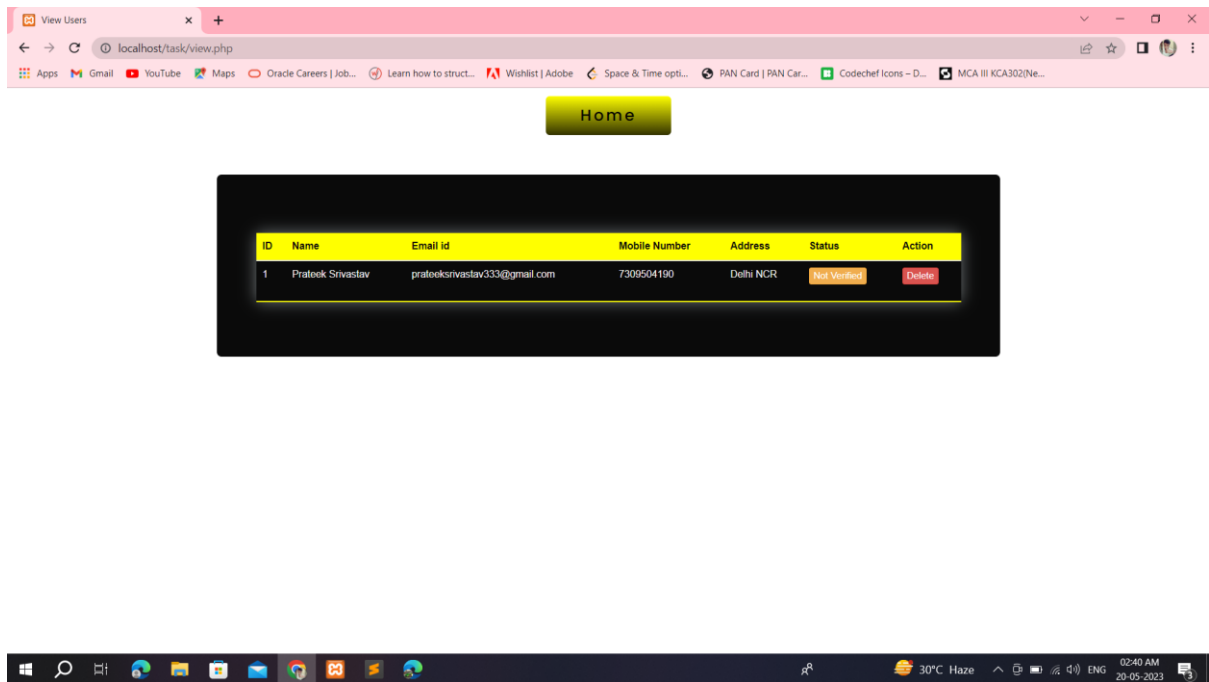 View Users
localhost/task/view.php
Apps Gmail YouTube Maps Oracle Careers | Job... Learn how to struct... Wishlist | Adobe Space & Time opti... PAN Card | PAN Car... Codechef Icons – D... MCA III KCA302(Ne...
Home
ID Name Email id Mobile Number Address Status Action
1 Prateek Srivastav prateeksrivastav333@gmail.com 7309504190 Delhi NCR Not Verified Delete
30°C Haze ENG 02:40 AM
20-05-2023 3